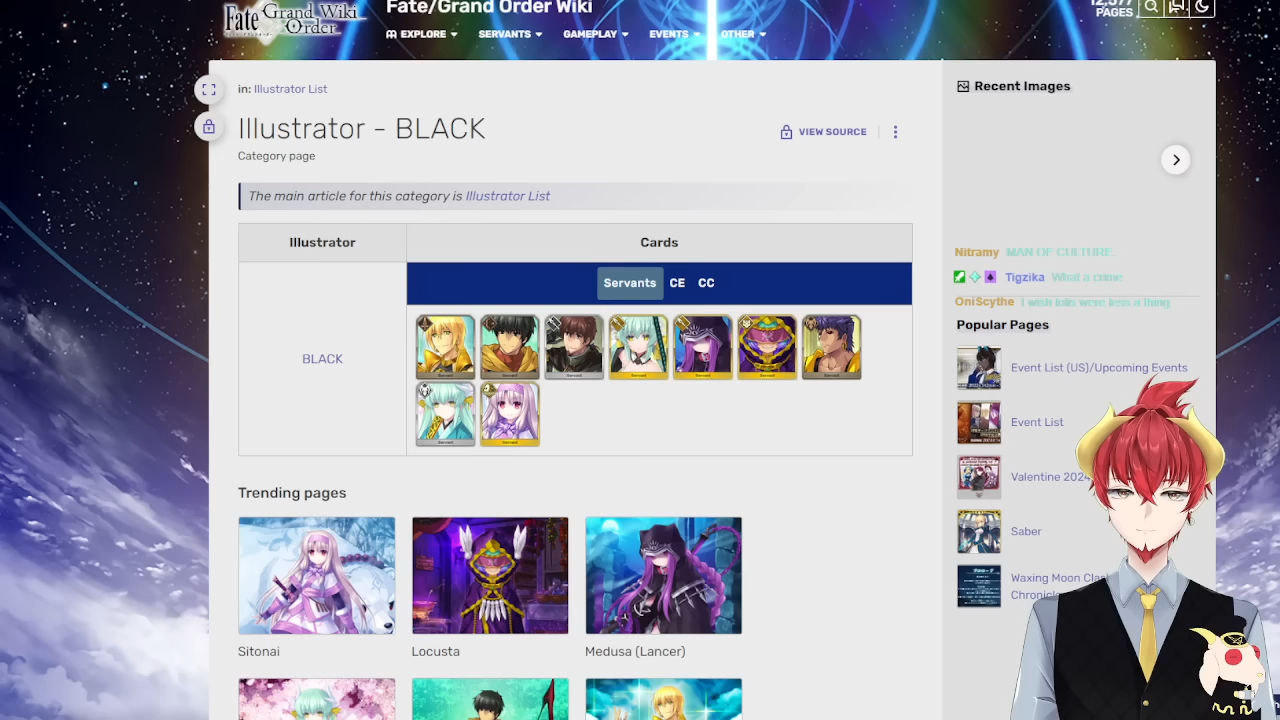 Fate Grand Wiki
Order
Fate/Grand Order Wiki
EXPLORE
SERVANTS
GAMEPLAY
EVENTS
OTHER
12,577
PAGES
in: Illustrator List
Illustrator - BLACK
Category page
VIEW SOURCE
The main article for this category is Illustrator List
Illustrator
Cards
Servants
CE
CC
BLACK
Trending pages
Sitonai
Locusta
Medusa (Lancer)
Recent Images
Nitramy MAN OF CULTURE
Tigzika What a combo
OniScythe I wish lolis were less a thing
Popular Pages
Event List (US)/Upcoming Events
Event List
Valentine 2024
Saber
Waxing Moon